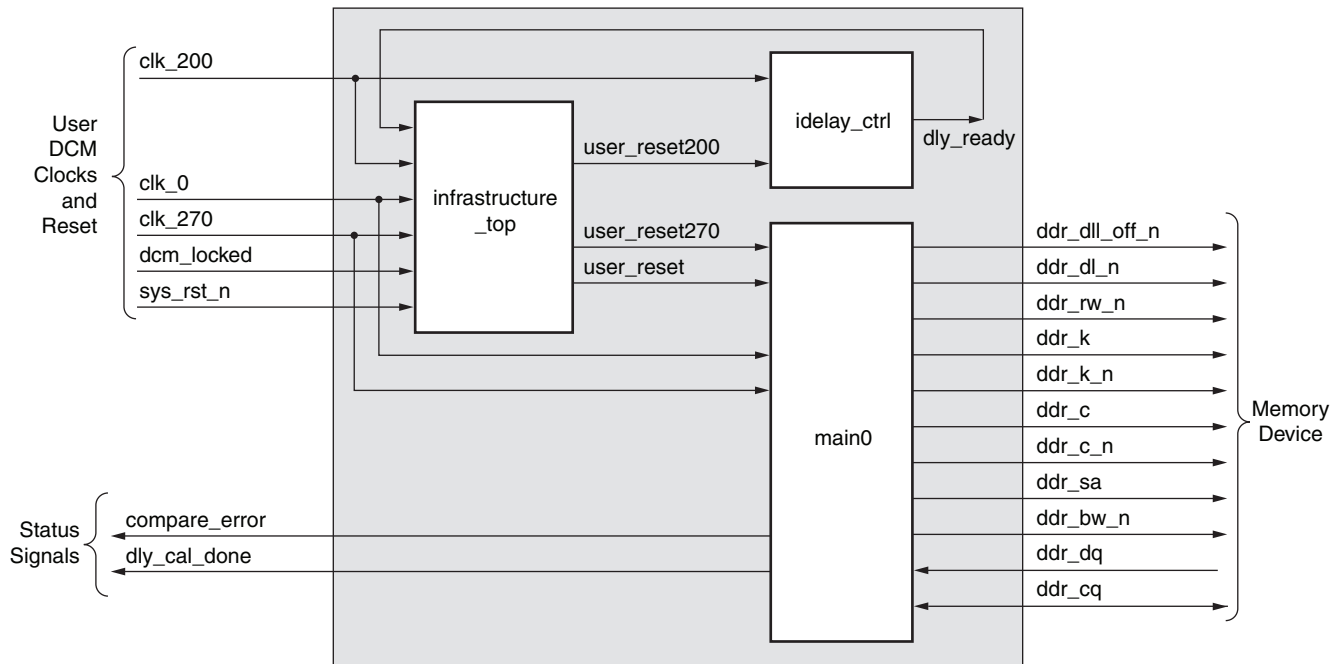 clk_200
User
DCM
Clocks
and
Reset
clk_0
clk_270
dcm_locked
sys_rst_n
infrastructure
_top
user_reset200
user_reset270
user_reset
idelay_ctrl
dly_ready
main0
ddr_dll_off_n
ddr_dl_n
ddr_rw_n
ddr_k
ddr_k_n
ddr_c
ddr_c_n
ddr_sa
ddr_bw_n
ddr_dq
ddr_cq
Memory
Device
Status
Signals
compare_error
dly_cal_done